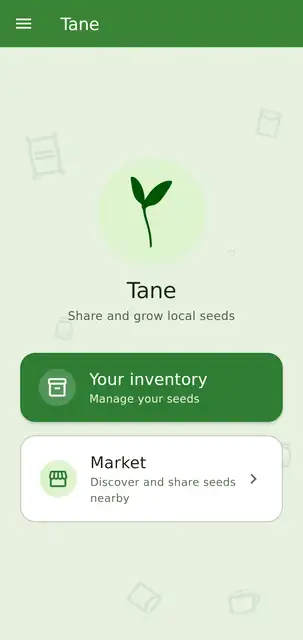 Tane
Tane
Share and grow local seeds
Your inventory
Manage your seeds
Market
Discover and share seeds
nearby